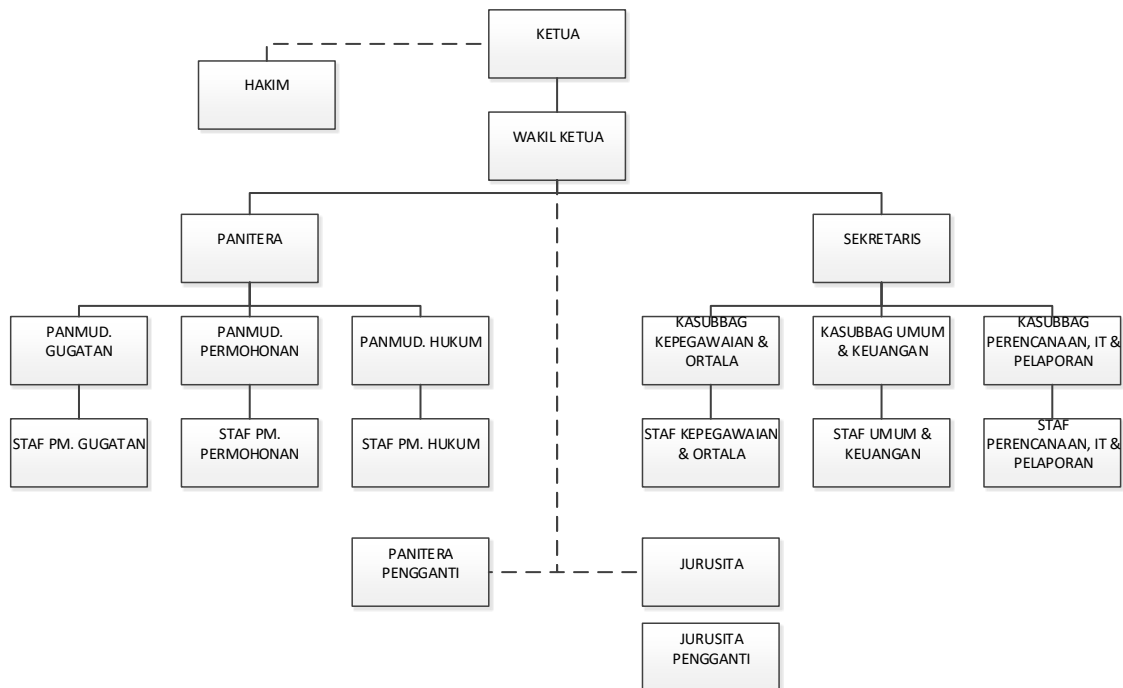 KETUA
HAKIM
WAKIL KETUA
PANITERA
SEKRETARIS
PANMUD.
GUGATAN
PANMUD.
PERMOHONAN
PANMUD. HUKUM
KASUBBAG
KEPEGAWAIAN &
ORTALA
KASUBBAG UMUM
& KEUANGAN
KASUBBAG
PERENCANAAN, IT &
PELAPORAN
STAF PM. GUGATAN
STAF PM.
PERMOHONAN
STAF PM. HUKUM
STAF KEPEGAWAIAN
& ORTALA
STAF UMUM &
KEUANGAN
STAF
PERENCANAAN, IT &
PELAPORAN
PANITERA
PENGGANTI
JURUSITA
JURUSITA
PENGGANTI